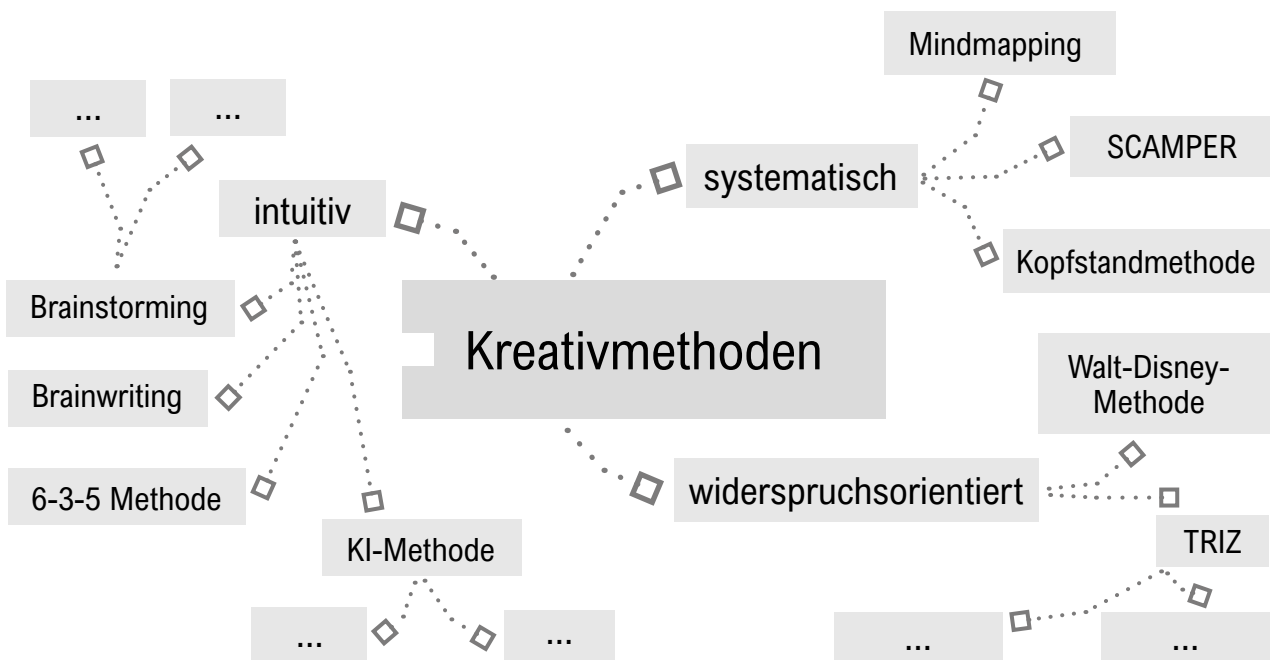 Kreativmethoden
intuitiv
Brainstorming
...
...
Brainwriting
6-3-5 Methode
KI-Methode
...
...
systematisch
Mindmapping
SCAMPER
Kopfstandmethode
widerspruchsorientiert
Walt-Disney-
Methode
TRIZ
...
...